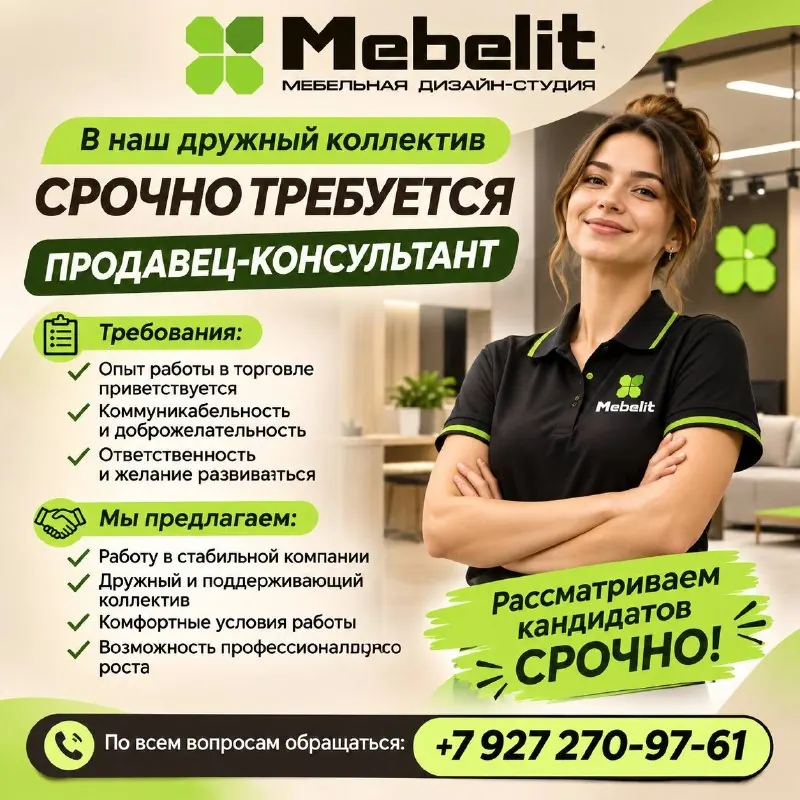 Mebelit
МЕБЕЛЬНАЯ ДИЗАЙН-СТУДИЯ
В наш дружный коллектив
СРОЧНО ТРЕБУЕТСЯ
ПРОДАВЕЦ-КОНСУЛЬТАНТ
Требования:
Опыт работы в торговле
приветствуется
Коммуникабельность
и доброжелательность
Ответственность
и желание развиваться
Мы предлагаем:
Работу в стабильной компании
Дружный и поддерживающий
коллектив
Комфортные условия работы
Возможность
роста
Mebelit
Рассматриваем
кандидатов
СРОЧНО!
По всем вопросам обращаться:
+7 927 270-97-61